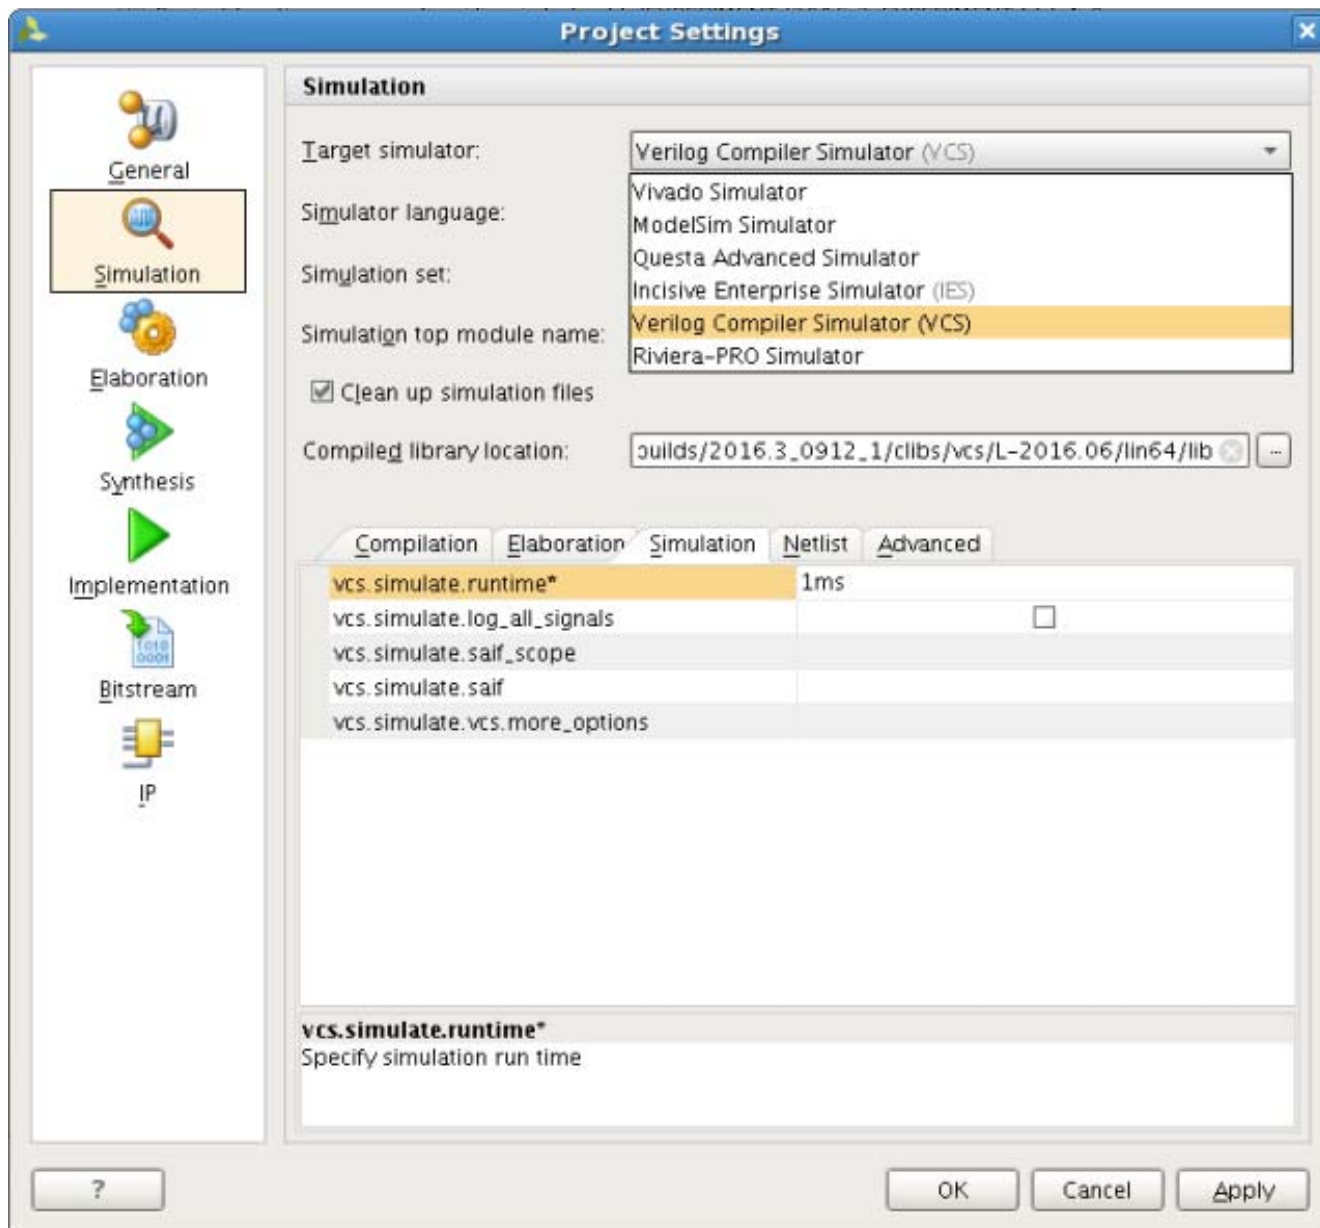 Project Settings
General
Simulation
Elaboration
Synthesis
Implementation
1010
0001
Bitstream
IP
Simulation
Target simulator: Verilog Compiler Simulator (VCS)
Vivado Simulator
Simulator language:
ModelSim Simulator
Questa Advanced Simulator
Simulation set:
Incisive Enterprise Simulator (IES)
Verilog Compiler Simulator (VCS)
Simulation top module name:
Riviera-PRO Simulator
Clean up simulation files
Compiled library location: builds/2016.3_0912_1/clibs/vcs/L-2016.06/lin64/lib ...
Compilation Elaboration Simulation Netlist Advanced
vcs.simulate.runtime* 1ms
vcs.simulate.log_all_signals
vcs.simulate.saif_scope
vcs.simulate.saif
vcs.simulate.vcs.more_options
vcs.simulate.runtime*
Specify simulation run time
? OK Cancel Apply